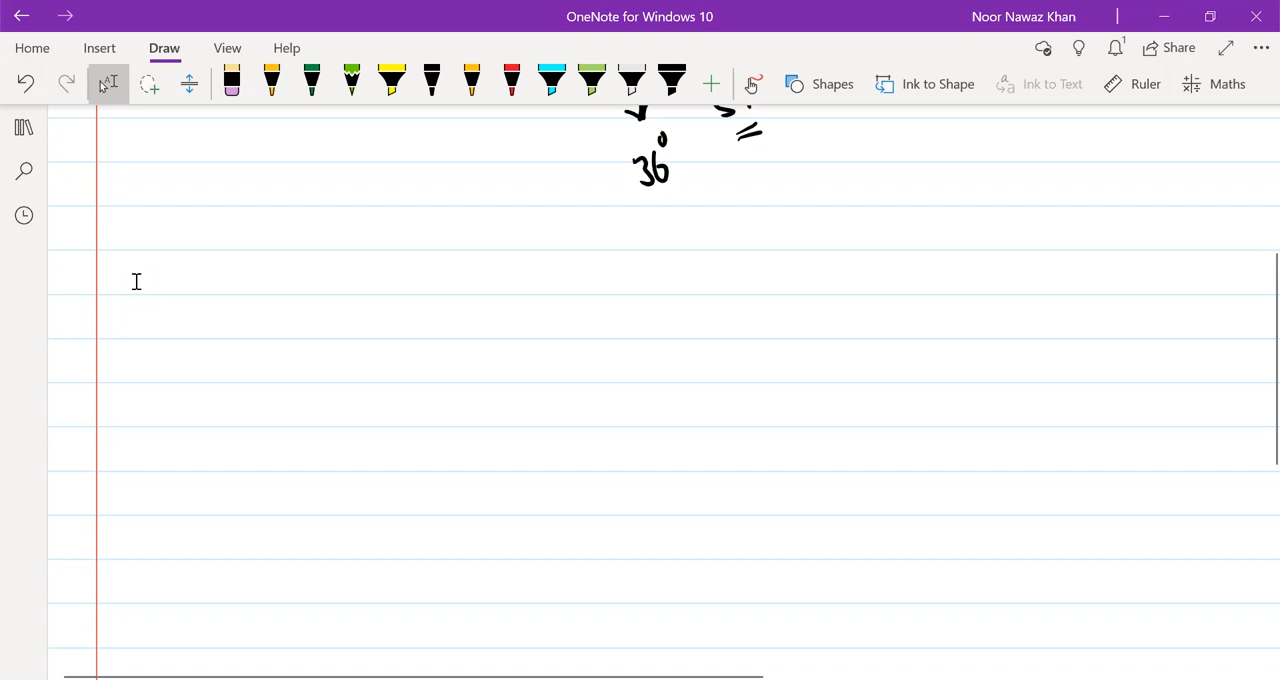 OneNote for Windows 10
Noor Nawaz Khan
Home Insert Draw View Help
1
Share
Shapes
Ink to Shape
Ink to Text
Ruler
Maths
36°